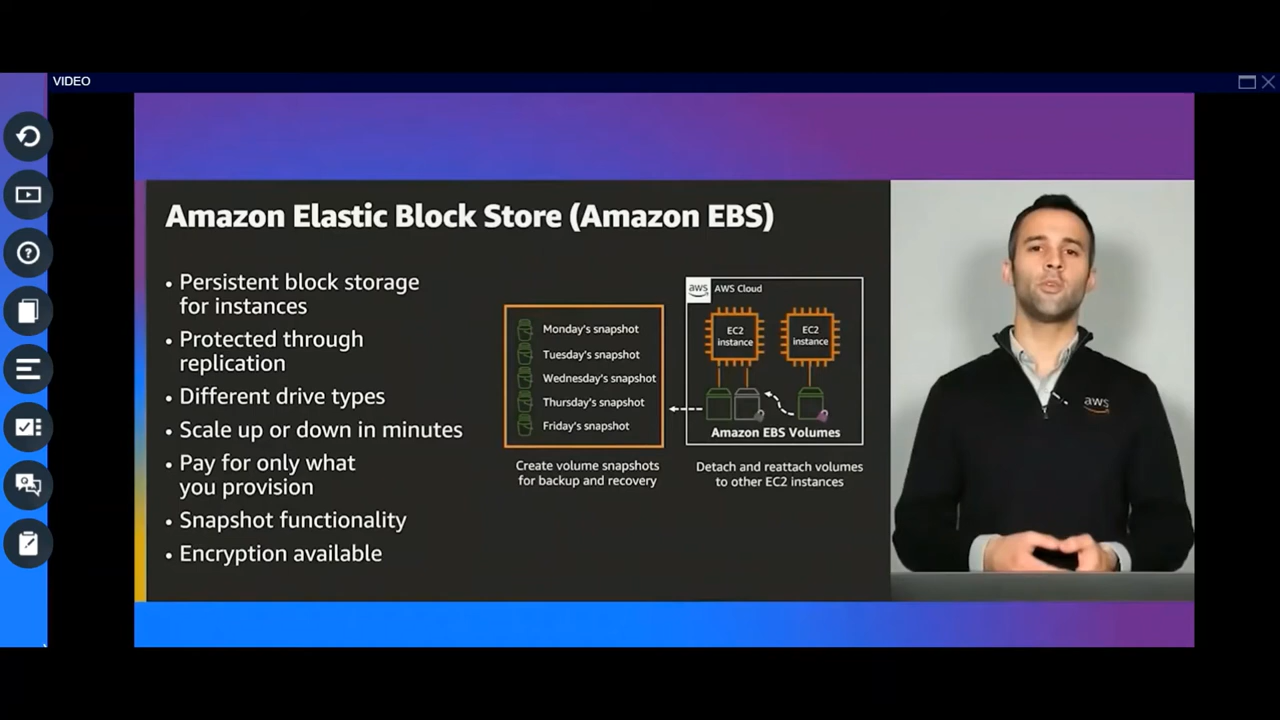 VIDEO
Amazon Elastic Block Store (Amazon EBS)
• Persistent block storage
for instances
• Protected through
replication
• Different drive types
• Scale up or down in minutes
• Pay for only what
you provision
• Snapshot functionality
• Encryption available
Monday's snapshot
Tuesday's snapshot
Wednesday's snapshot
Thursday's snapshot
Friday's snapshot
Create volume snapshots
for backup and recovery
aws
AWS Cloud
EC2
instance
EC2
instance
Amazon EBS Volumes
Detach and reattach volumes
to other EC2 instances
aws